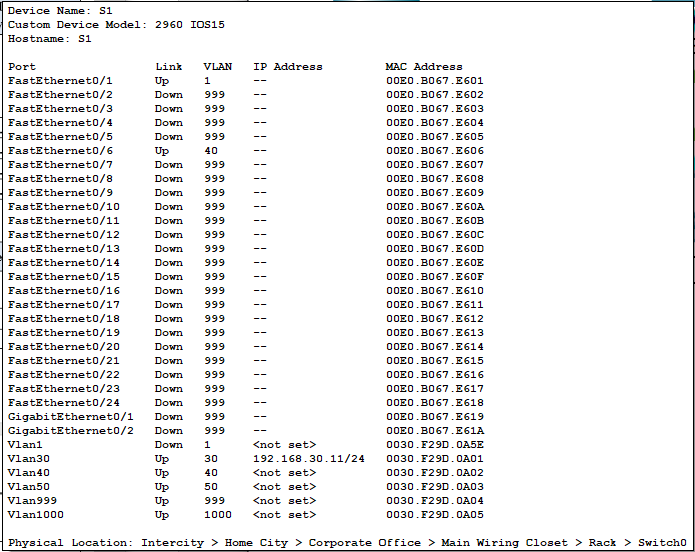 Device Name: S1
Custom Device Model: 2960 IOS15
Hostname: S1
Port Link VLAN IP Address MAC Address
FastEthernet0/1 Up 1 -- 00E0.B067.E601
FastEthernet0/2 Down 999 -- 00E0.B067.E602
FastEthernet0/3 Down 999 -- 00E0.B067.E603
FastEthernet0/4 Down 999 -- 00E0.B067.E604
FastEthernet0/5 Down 999 -- 00E0.B067.E605
FastEthernet0/6 Up 40 -- 00E0.B067.E606
FastEthernet0/7 Down 999 -- 00E0.B067.E607
FastEthernet0/8 Down 999 -- 00E0.B067.E608
FastEthernet0/9 Down 999 -- 00E0.B067.E609
FastEthernet0/10 Down 999 -- 00E0.B067.E60A
FastEthernet0/11 Down 999 -- 00E0.B067.E60B
FastEthernet0/12 Down 999 -- 00E0.B067.E60C
FastEthernet0/13 Down 999 -- 00E0.B067.E60D
FastEthernet0/14 Down 999 -- 00E0.B067.E60E
FastEthernet0/15 Down 999 -- 00E0.B067.E60F
FastEthernet0/16 Down 999 -- 00E0.B067.E610
FastEthernet0/17 Down 999 -- 00E0.B067.E611
FastEthernet0/18 Down 999 -- 00E0.B067.E612
FastEthernet0/19 Down 999 -- 00E0.B067.E613
FastEthernet0/20 Down 999 -- 00E0.B067.E614
FastEthernet0/21 Down 999 -- 00E0.B067.E615
FastEthernet0/22 Down 999 -- 00E0.B067.E616
FastEthernet0/23 Down 999 -- 00E0.B067.E617
FastEthernet0/24 Down 999 -- 00E0.B067.E618
GigabitEthernet0/1 Down 999 -- 00E0.B067.E619
GigabitEthernet0/2 Down 999 -- 00E0.B067.E61A
Vlan1 Down 1 <not set> 0030.F29D.0A5E
Vlan30 Up 30 192.168.30.11/24 0030.F29D.0A01
Vlan40 Up 40 <not set> 0030.F29D.0A02
Vlan50 Up 50 <not set> 0030.F29D.0A03
Vlan999 Up 999 <not set> 0030.F29D.0A04
Vlan1000 Up 1000 <not set> 0030.F29D.0A05
Physical Location: Intercity > Home City > Corporate Office > Main Wiring Closet > Rack > Switch0